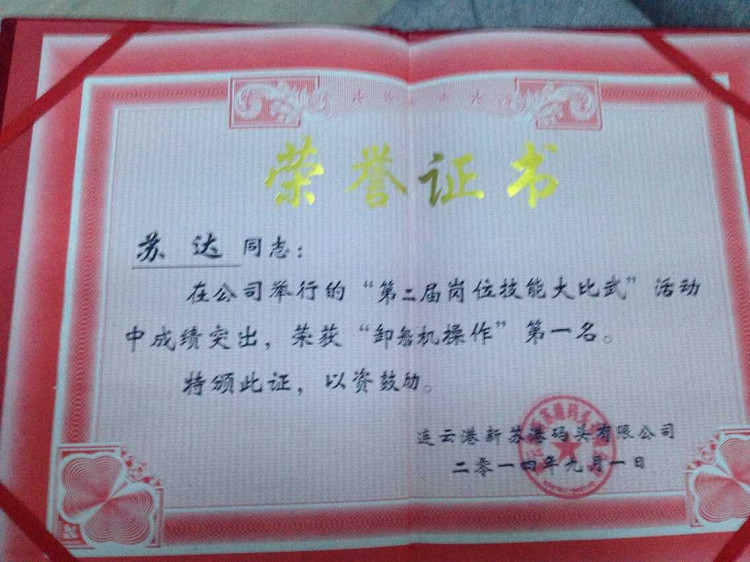 荣誉证书
苏达 同志：
在公司举行的“第二届岗位技能大比武”活动
中成绩突出，荣获“卸船机操作”第一名。
特颁此证，以资鼓励。
连云港新苏港码头有限公司
二零一四年九月一日